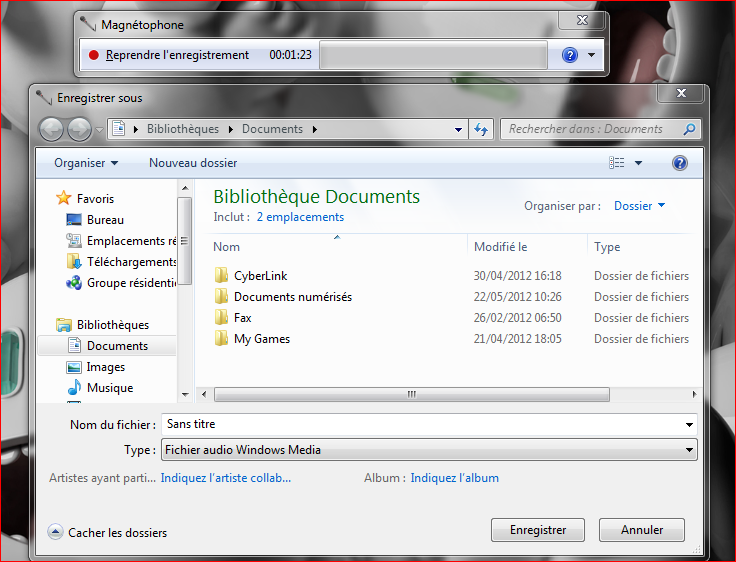 Magnétophone
Reprendre l'enregistrement 00:01:23
Enregistrer sous
Bibliothèques Documents
Rechercher dans : Documents
Organiser Nouveau dossier
Favoris
Bureau
Emplacements ré
Téléchargements
Groupe résidenti
Bibliothèques
Documents
Images
Musique
Bibliothèque Documents
Inclut : 2 emplacements
Organiser par : Dossier
Nom Modifié le Type
CyberLink 30/04/2012 16:18 Dossier de fichiers
Documents numérisés 22/05/2012 10:26 Dossier de fichiers
Fax 26/02/2012 06:50 Dossier de fichiers
My Games 21/04/2012 18:05 Dossier de fichiers
Nom du fichier : Sans titre
Type : Fichier audio Windows Media
Artistes ayant parti... Indiquez l'artiste collab... Album : Indiquez l'album
Cacher les dossiers
Enregistrer Annuler